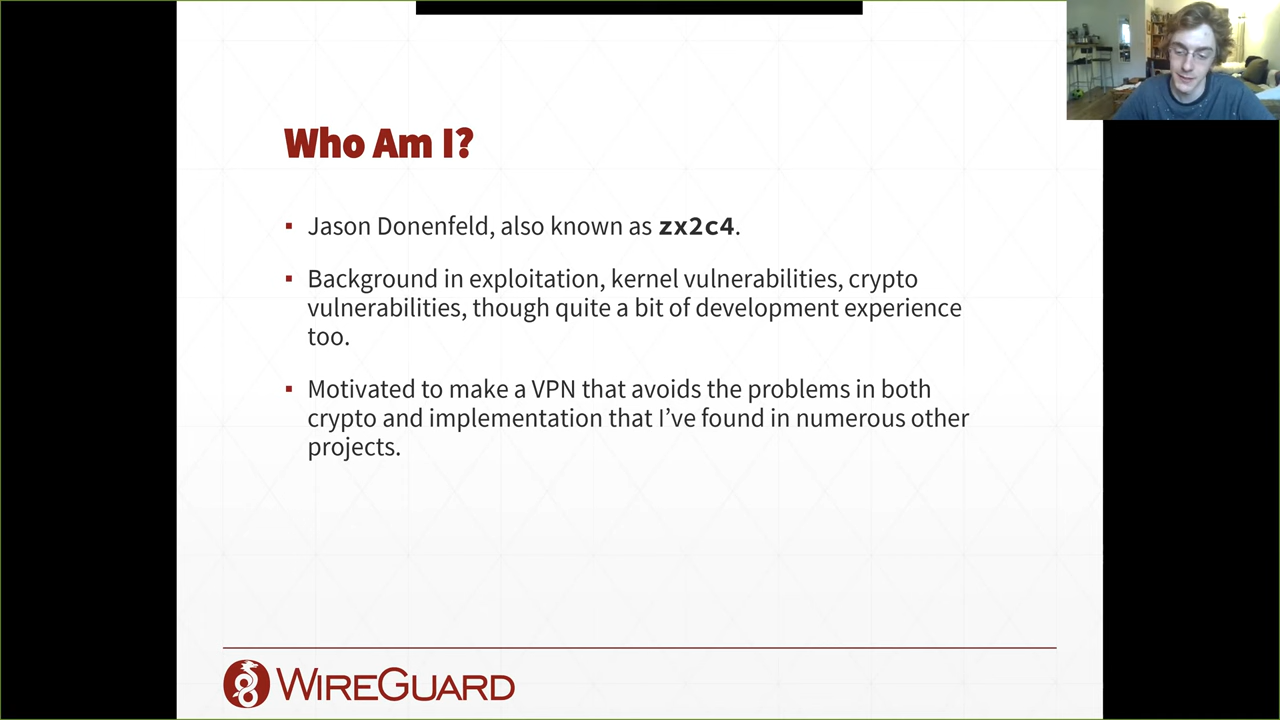 Who Am I?
Jason Donenfeld, also known as zx2c4.
Background in exploitation, kernel vulnerabilities, crypto
vulnerabilities, though quite a bit of development experience
too.
Motivated to make a VPN that avoids the problems in both
crypto and implementation that I’ve found in numerous other
projects.
WIREGUARD